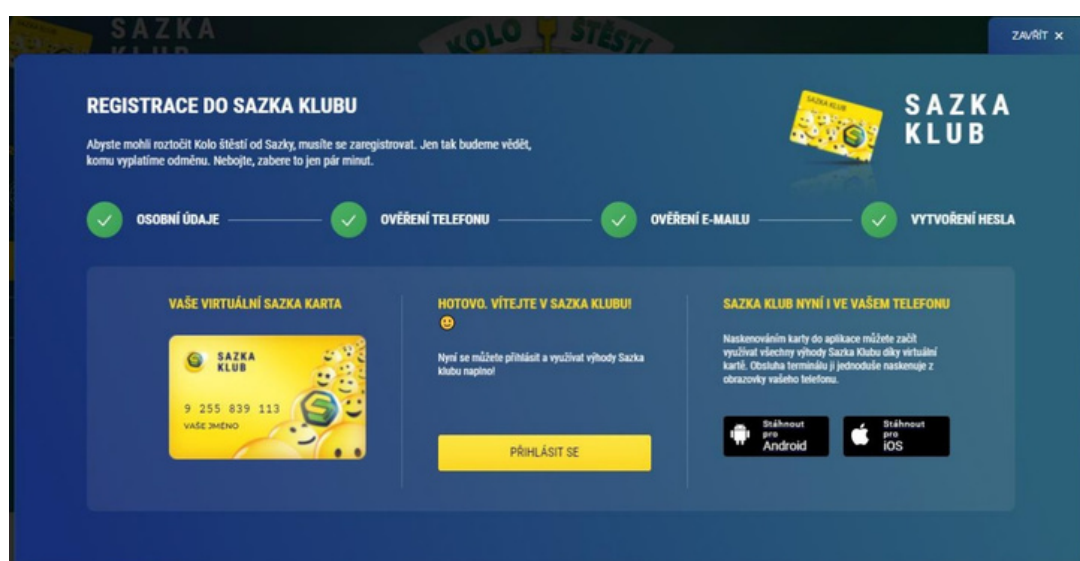 SAZKA
KLUB
KOLO ŠTĚSTÍ
ZAVŘÍT ×
REGISTRACE DO SAZKA KLUBU
Abyste mohli roztočit Kolo štěstí od Sazky, musíte se zaregistrovat. Jen tak budeme vědět,
komu vyplatíme odměnu. Nebojte, zabere to jen pár minut.
SAZKA KLUB
SAZKA
KLUB
OSOBNÍ ÚDAJE
OVĚŘENÍ TELEFONU
OVĚŘENÍ E-MAILU
VYTVOŘENÍ HESLA
VAŠE VIRTUÁLNÍ SAZKA KARTA
SAZKA
KLUB
9 255 839 113
VAŠE JMÉNO
HOTOVO. VÍTEJTE V SAZKA KLUBU!
Nyní se můžete přihlásit a využívat výhody Sazka
klubu naplno!
PŘIHLÁSIT SE
SAZKA KLUB NYNÍ I VE VAŠEM TELEFONU
Naskenováním karty do aplikace můžete začít
využívat všechny výhody Sazka Klubu díky virtuální
kartě. Obsluha terminálu ji jednoduše naskenuje z
obrazovky vašeho telefonu.
Stáhnout
pro
Android
Stáhnout
pro
iOS